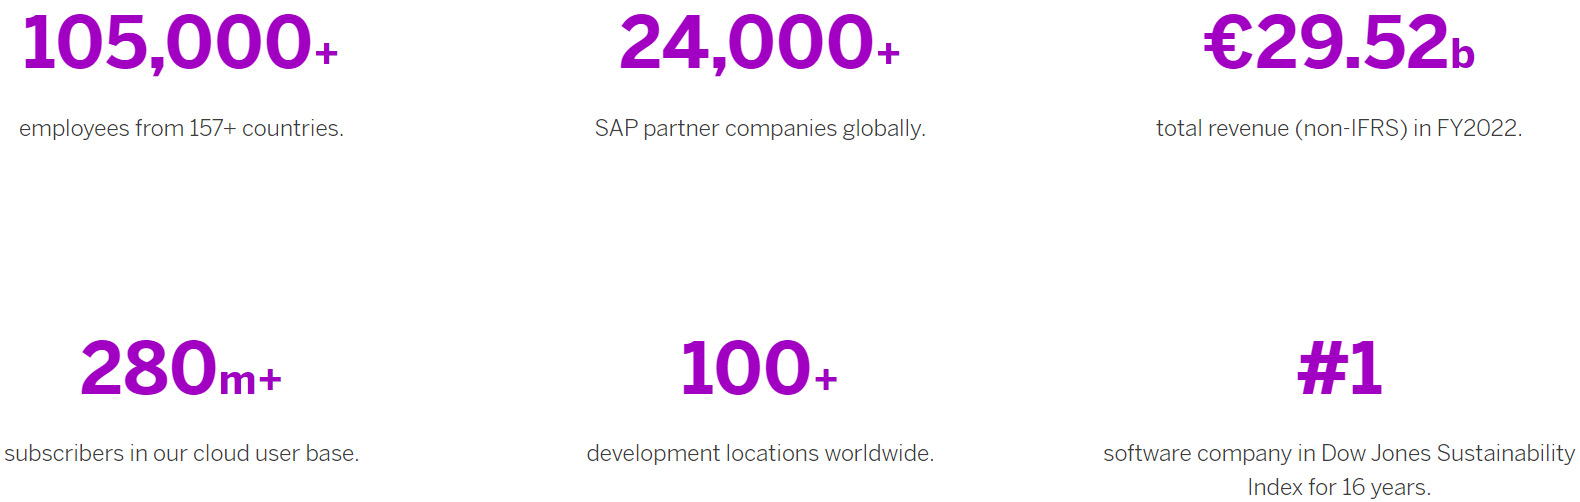 105,000+
employees from 157+ countries.
24,000+
SAP partner companies globally.
€29.52b
total revenue (non-IFRS) in FY2022.
280m+
subscribers in our cloud user base.
100+
development locations worldwide.
#1
software company in Dow Jones Sustainability
Index for 16 years.